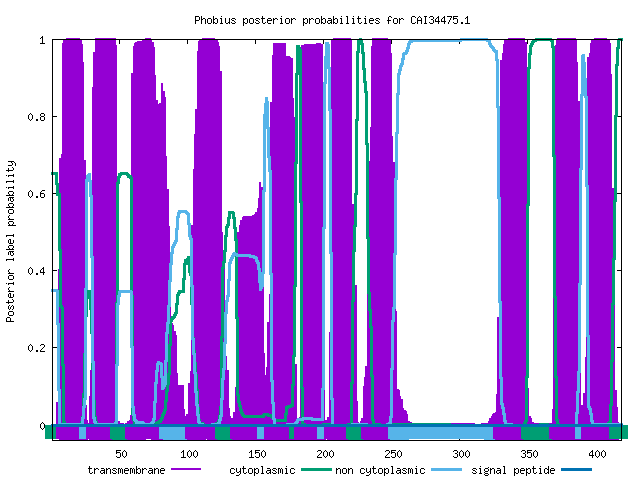 Phobius posterior probabilities for CAI34475.1
Posterior label probability
1
0.8
0.6
0.4
0.2
0
50 100 150 200 250 300 350 400
transmembrane cytoplasmic non cytoplasmic signal peptide